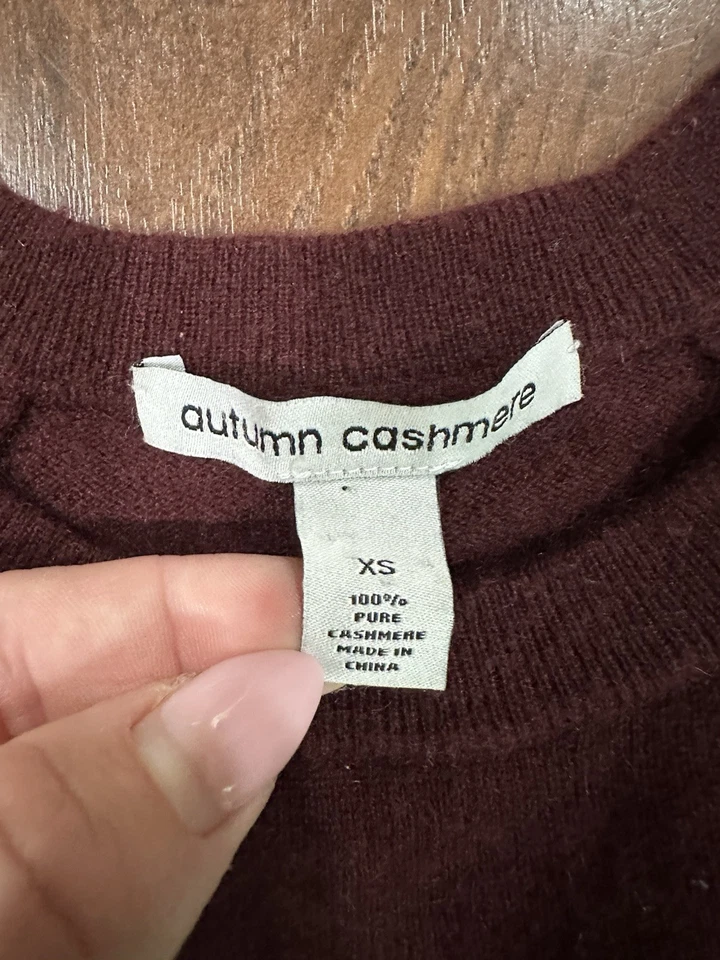 autumn cashmere
XS
100%
PURE
CASHMERE
MADE IN
CHINA